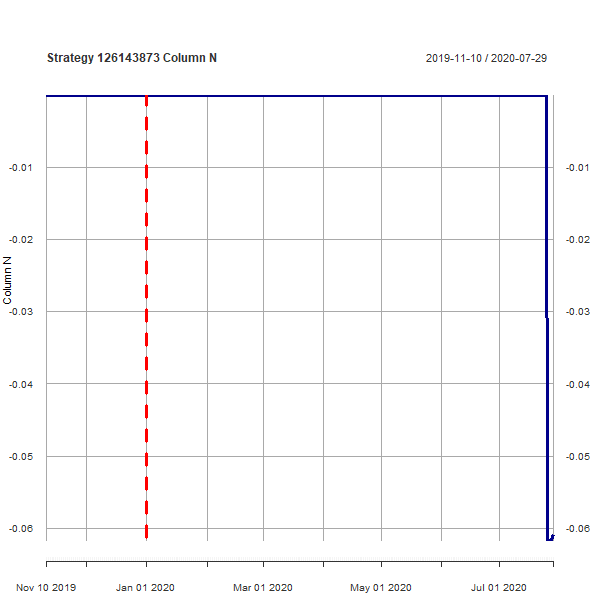 Strategy 126143873 Column N
2019-11-10 / 2020-07-29
-0.01
-0.01
-0.02
-0.02
Column N
-0.03
-0.03
-0.04
-0.04
-0.05
-0.05
-0.06
-0.06
Nov 10 2019
Jan 01 2020
Mar 01 2020
May 01 2020
Jul 01 2020